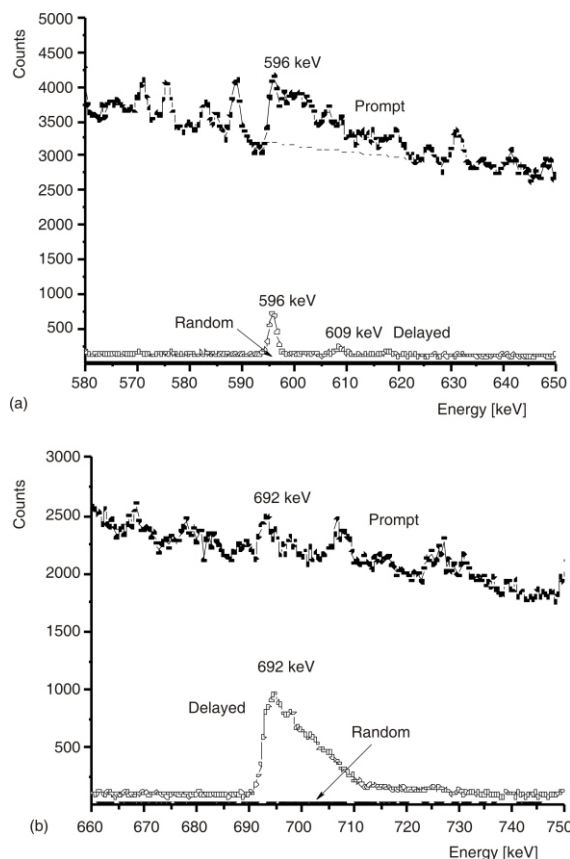 Counts
5000
4500
4000
3500
3000
2500
2000
1500
1000
500
596 keV
Prompt
596 keV
Random
609 keV
Delayed
580 590 600 610 620 630 640 650
(a)
Energy [keV]
Counts
3000
2500
2000
1500
1000
500
692 keV
Prompt
692 keV
Delayed
Random
660 670 680 690 700 710 720 730 740 750
(b)
Energy [keV]